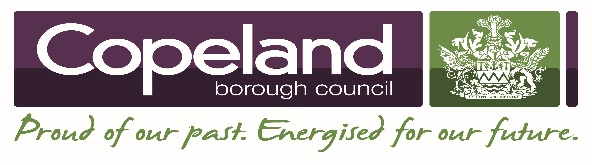 Copeland
borough council
Proud of our past. Energised for our future.